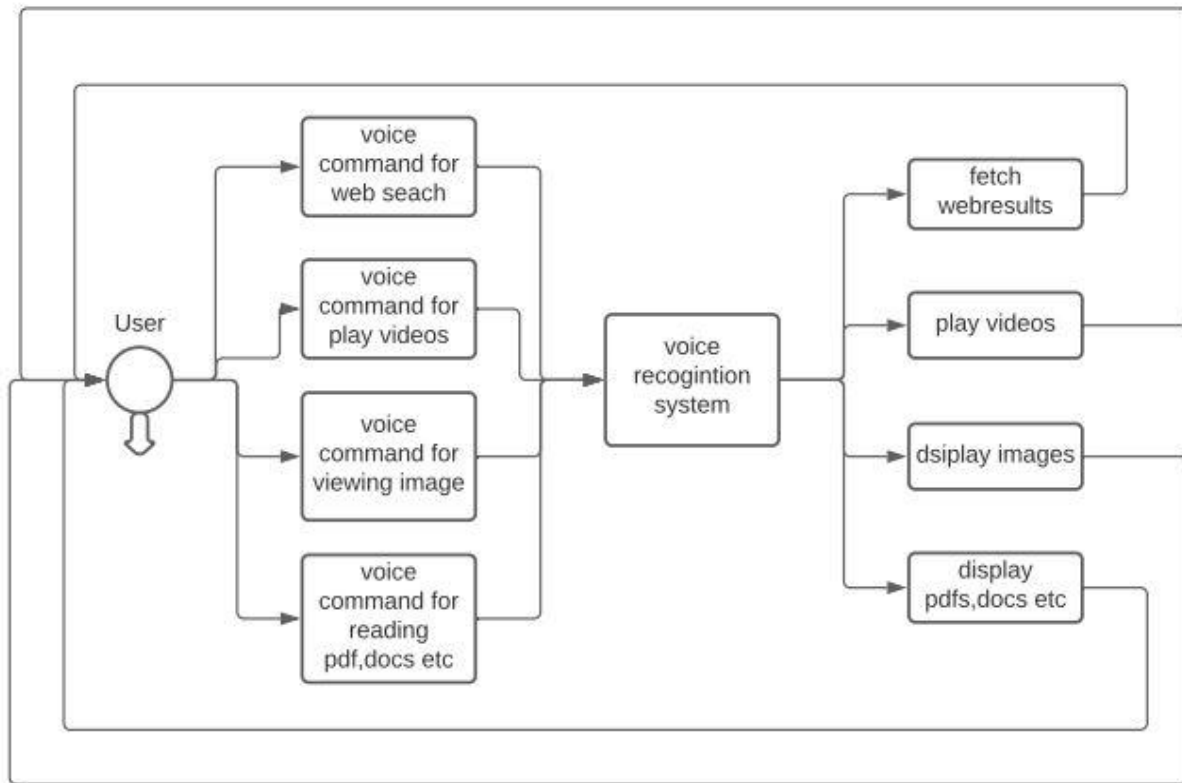 User
voice
command for
web seach
voice
command for
play videos
voice
command for
viewing image
voice
command for
reading
pdf,docs etc
voice
recogintion
system
fetch
webresults
play videos
dsiplay images
display
pdfs,docs etc